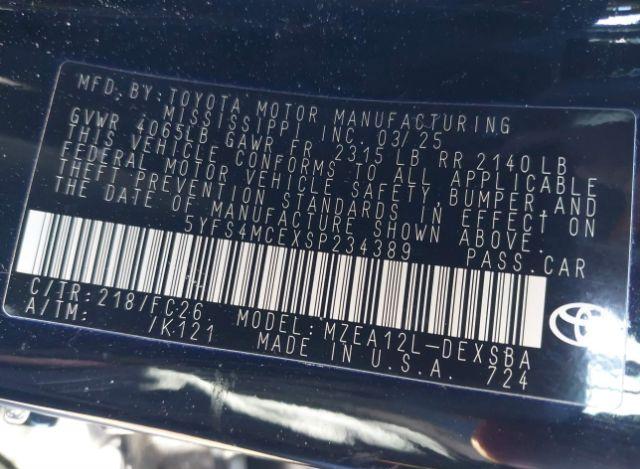 MFD. BY: TOYOTA MOTOR MANUFACTURING
MISSISSIPPI INC. 03/25
GVWR 4065LB GAWR FR 2315 LB RR 2140 LB
THIS VEHICLE CONFORMS TO ALL APPLICABLE
FEDERAL MOTOR VEHICLE SAFETY, BUMPER AND
THEFT PREVENTION STANDARDS IN EFFECT ON
THE DATE OF MANUFACTURE SHOWN ABOVE.
5YFS4MCEXSP234389 PASS.CAR
C/TR:218/FC26
A/TM: /K121
MODEL:MZEA12L-DEXSBA
MADE IN U.S.A. 724